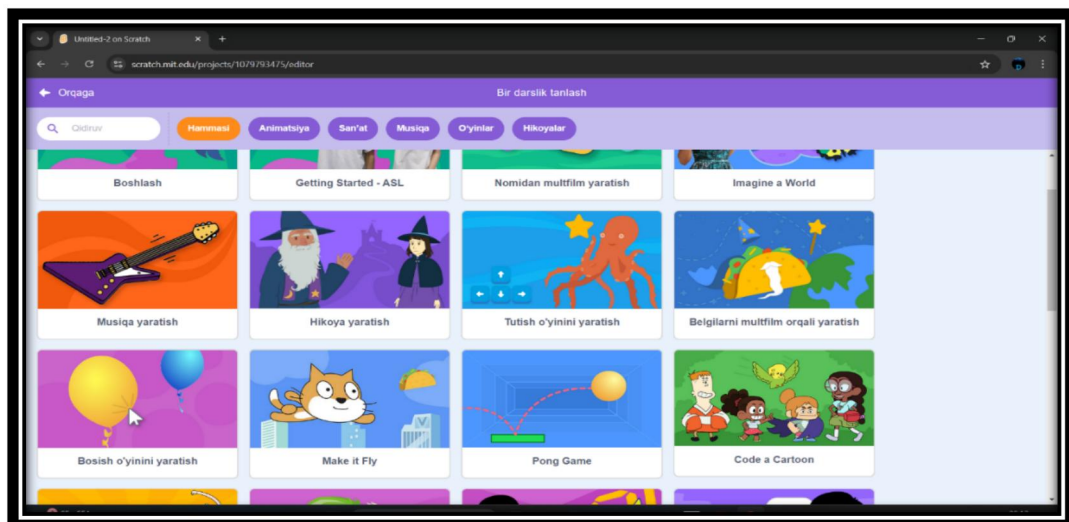 Untitled-2 on Scratch
scratch.mit.edu/projects/1079793475/editor
Orqaga
Bir darslik tanlash
Qidiruv
Hammasi
Animatsiya
San'at
Musiqa
O'yinlar
Hikoyalar
Boshlash
Getting Started - ASL
Nomidan multfilm yaratish
Imagine a World
Musiqa yaratish
Hikoya yaratish
Tutish o'yinini yaratish
Belgilarni multfilm orqali yaratish
Bosish o'yinini yaratish
Make it Fly
Pong Game
Code a Cartoon